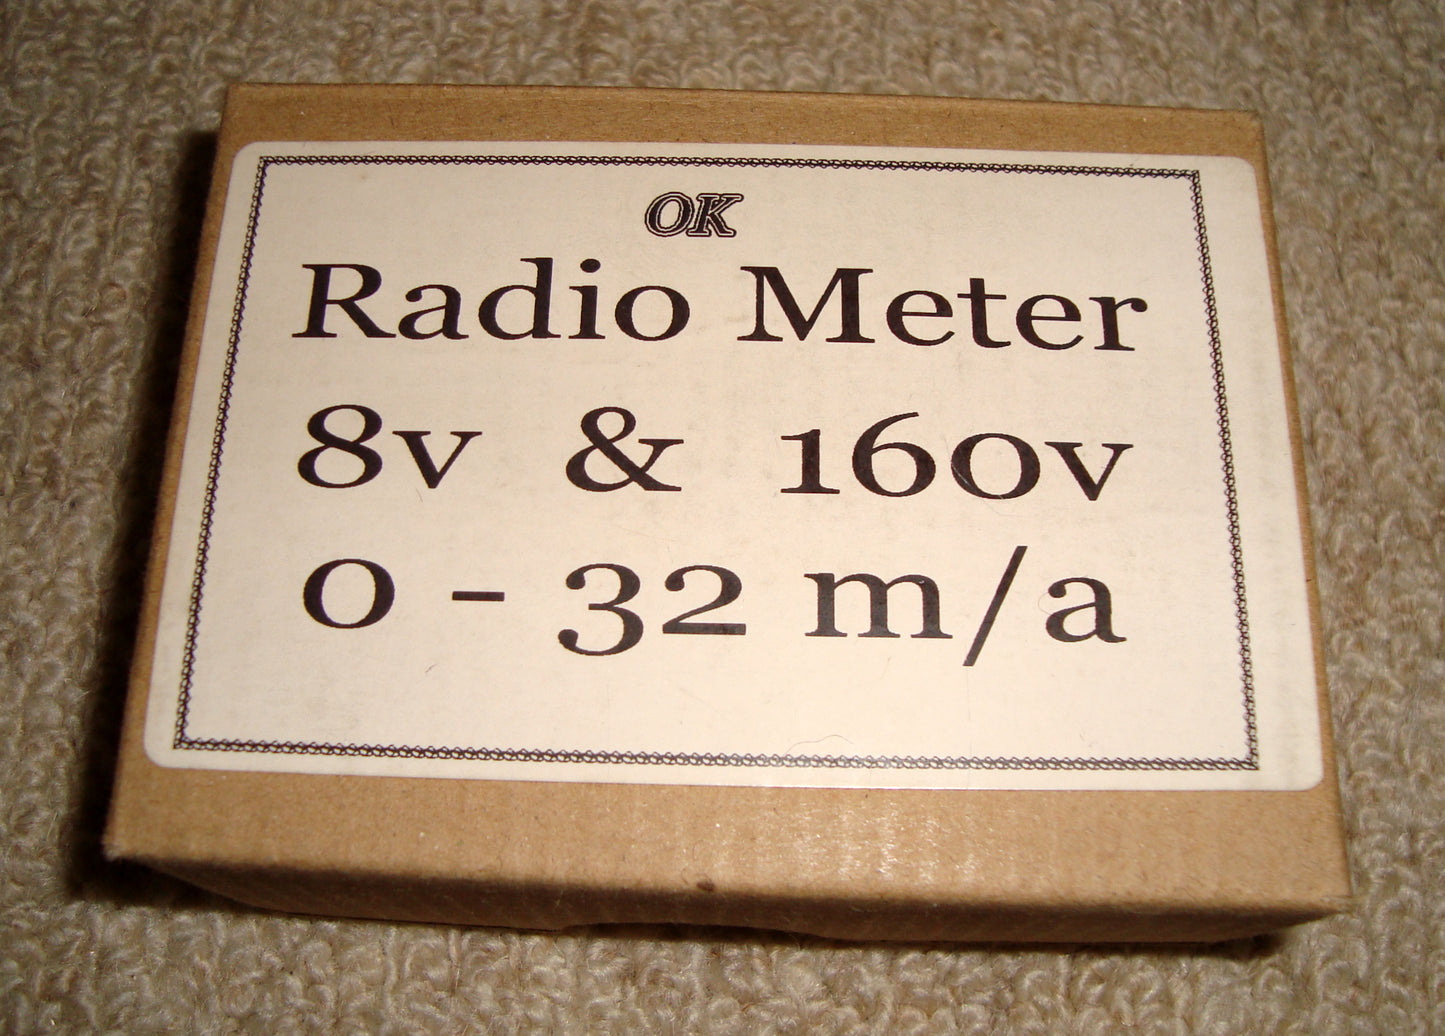 OK
Radio Meter
8v & 160v
0 - 32 m/a